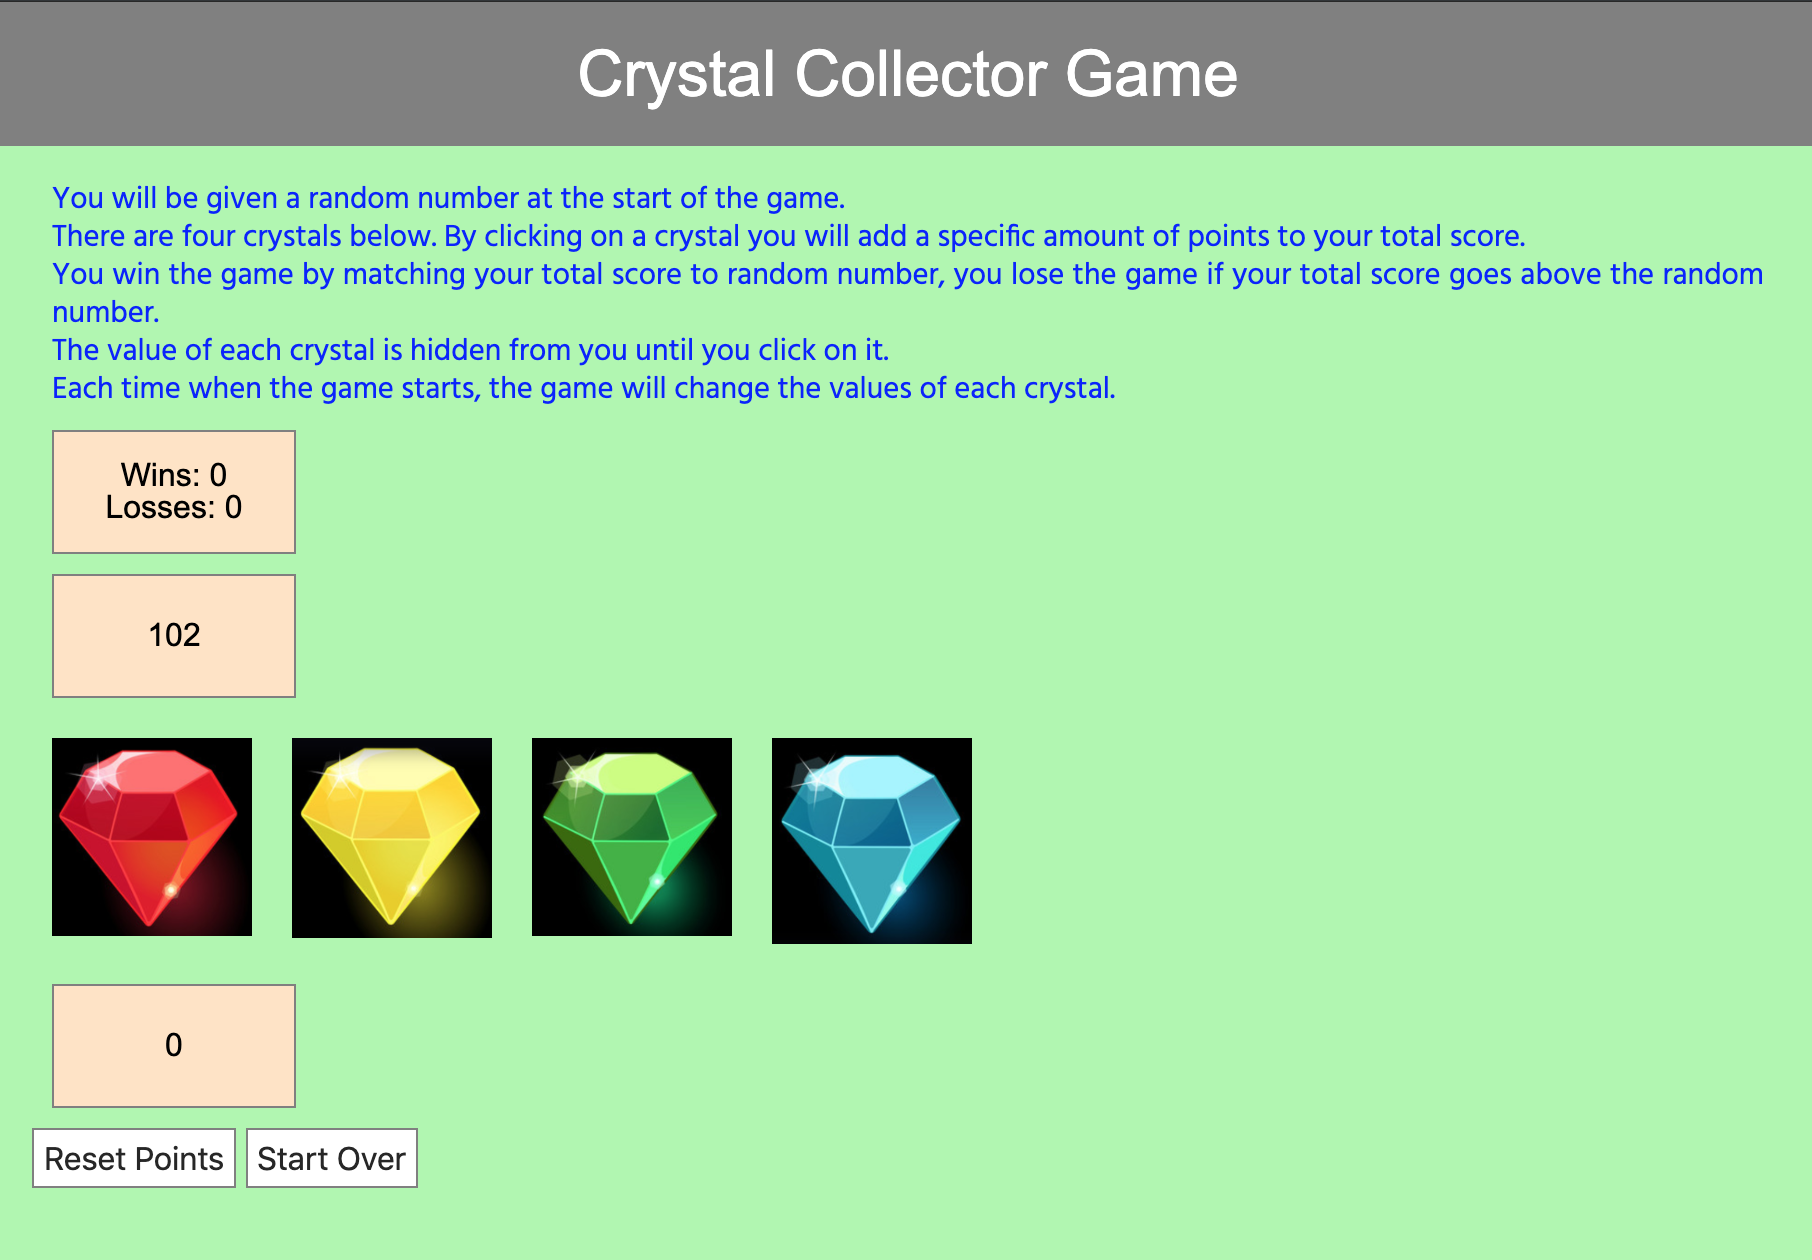 Crystal Collector Game
You will be given a random number at the start of the game.
There are four crystals below. By clicking on a crystal you will add a specific amount of points to your total score.
You win the game by matching your total score to random number, you lose the game if your total score goes above the random
number.
The value of each crystal is hidden from you until you click on it.
Each time when the game starts, the game will change the values of each crystal.
Wins: 0
Losses: 0
102
0
Reset Points Start Over